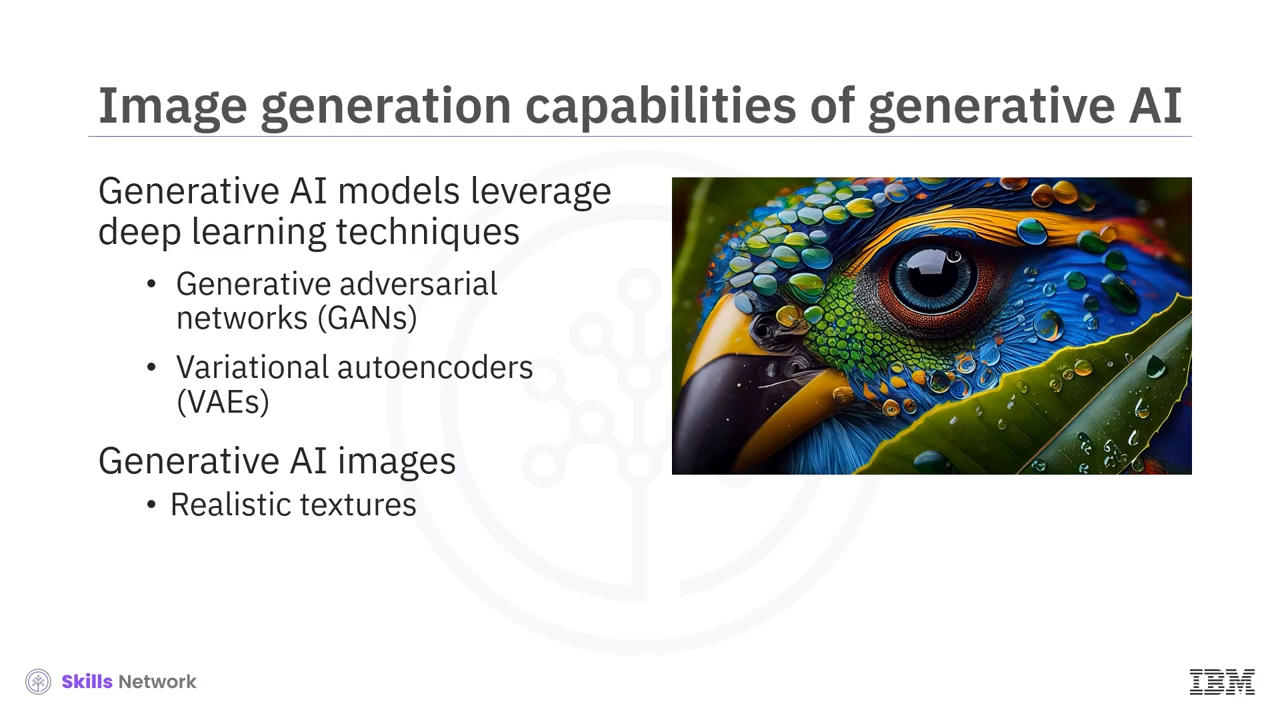 Image generation capabilities of generative AI
Generative AI models leverage
deep learning techniques
• Generative adversarial
networks (GANs)
• Variational autoencoders
(VAEs)
Generative AI images
• Realistic textures
Skills Network
IBM